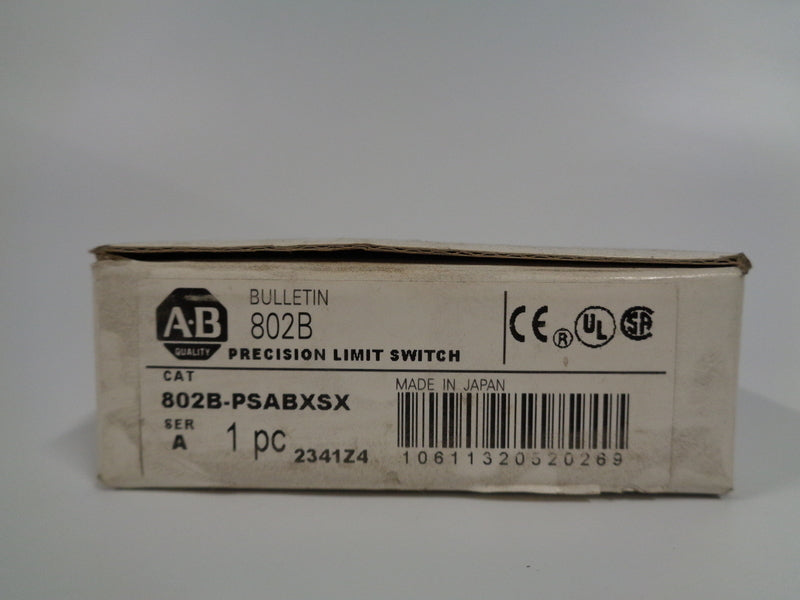 A-B
QUALITY
BULLETIN
802B
PRECISION LIMIT SWITCH
CE ® UL SA
CAT
802B-PSABXSX
SER
A
1 pc
2341Z4
MADE IN JAPAN
10611320520269